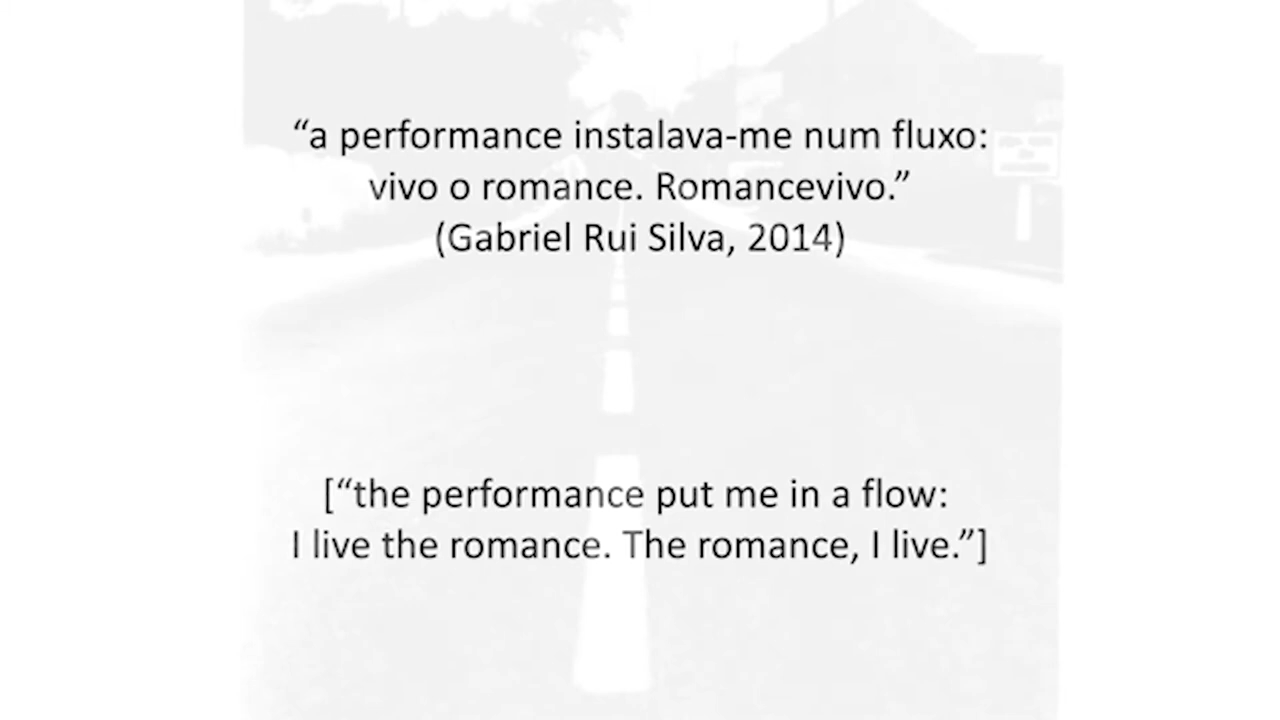 “a performance instalava-me num fluxo:
vivo o romance. Romancevivo.”
(Gabriel Rui Silva, 2014)
[“the performance put me in a flow:
I live the romance. The romance, I live.”]